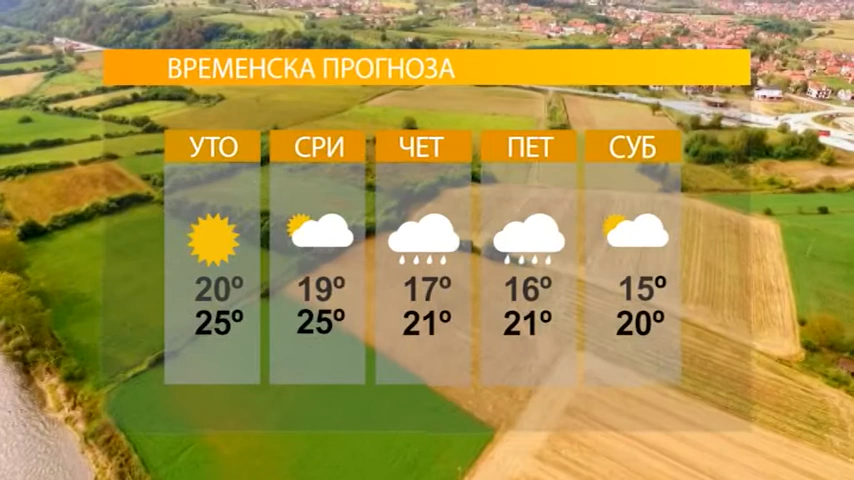 ВРЕМЕНСКА ПРОГНОЗА
УТО СРИ ЧЕТ ПЕТ СУБ
20º 19º 17º 16º 15º
25º 25º 21º 21º 20º